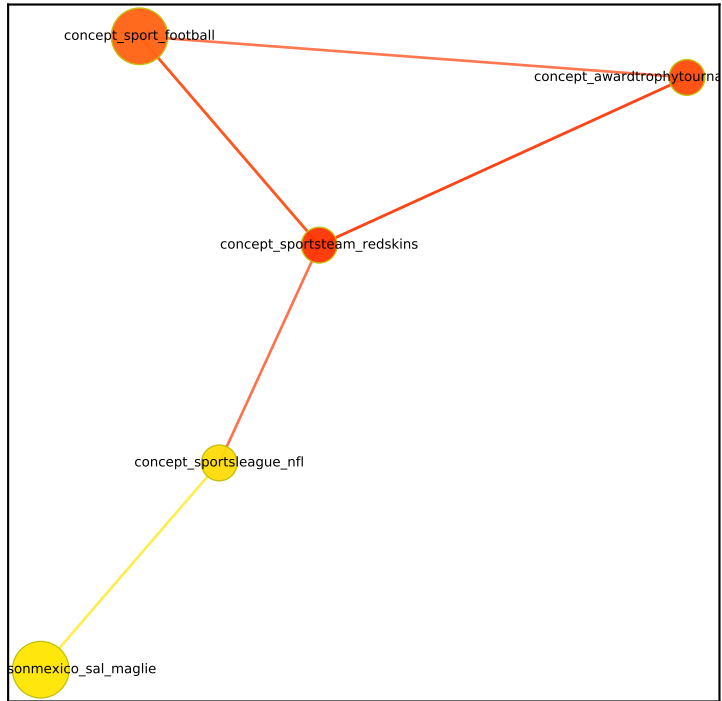 concept_sport_football
concept_awardtrophytourna
concept_sportsteam_redskins
concept_sportsleague_nfl
sonmexico_sal_maglie